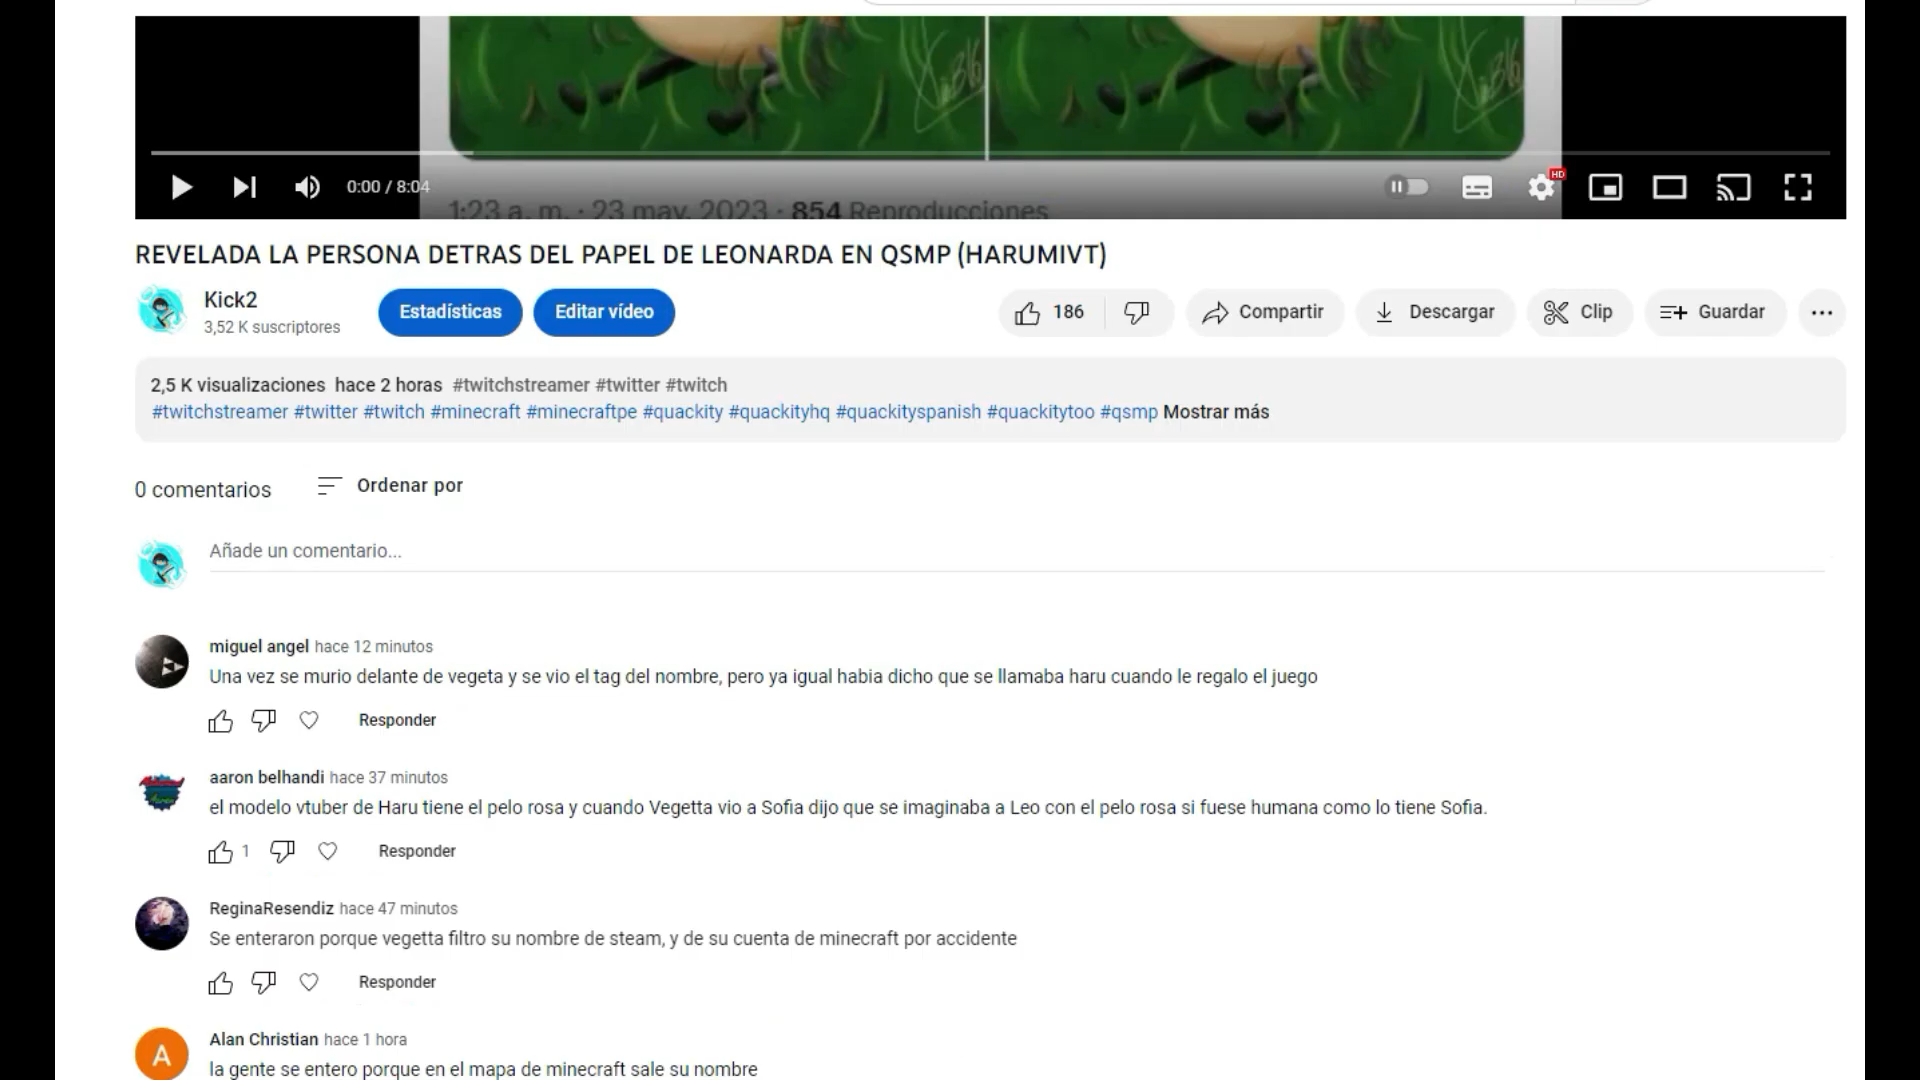 0:00 / 8:04
HD
1:23 a. m. · 23 may. 2023 · 854 Reproducciones
REVELADA LA PERSONA DETRAS DEL PAPEL DE LEONARDA EN QSMP (HARUMIVT)
Kick2
3,52 K suscriptores
Estadísticas
Editar vídeo
186
Compartir
Descargar
Clip
Guardar
2,5 K visualizaciones hace 2 horas #twitchstreamer #twitter #twitch
#twitchstreamer #twitter #twitch #minecraft #minecraftpe #quackity #quackityhq #quackityspanish #quackitytoo #qsmp Mostrar más
0 comentarios
Ordenar por
Añade un comentario...
miguel angel hace 12 minutos
Una vez se murio delante de vegeta y se vio el tag del nombre, pero ya igual habia dicho que se llamaba haru cuando le regalo el juego
Responder
aaron belhandi hace 37 minutos
el modelo vtuber de Haru tiene el pelo rosa y cuando Vegetta vio a Sofia dijo que se imaginaba a Leo con el pelo rosa si fuese humana como lo tiene Sofia.
1
Responder
ReginaResendiz hace 47 minutos
Se enteraron porque vegetta filtro su nombre de steam, y de su cuenta de minecraft por accidente
Responder
A
Alan Christian hace 1 hora
la gente se entero porque en el mapa de minecraft sale su nombre